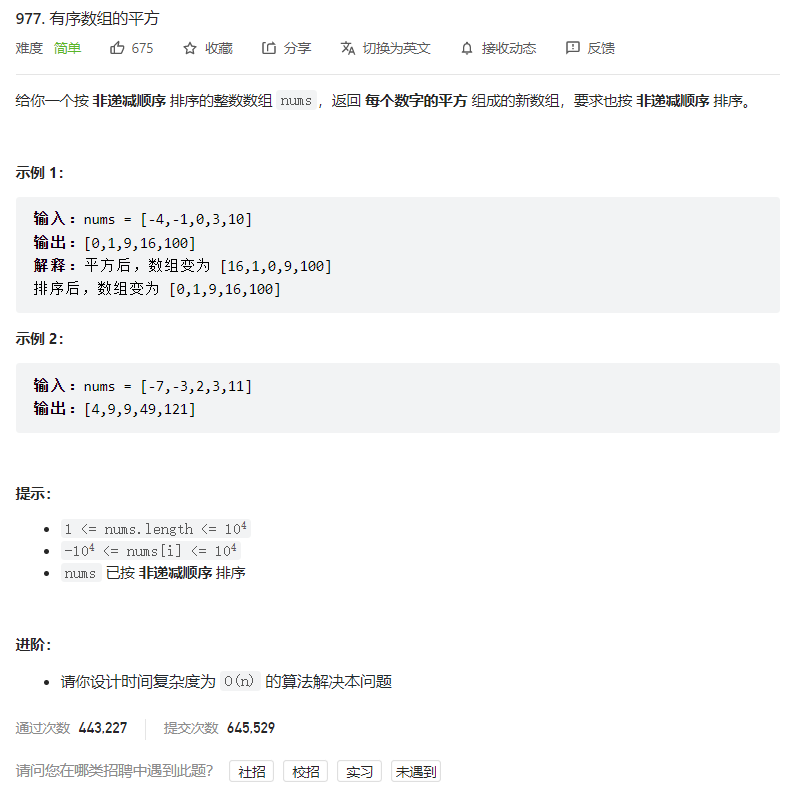 977. 有序数组的平方
难度 简单 675 收藏 分享 切换为英文 接收动态 反馈
给你一个按 非递减顺序 排序的整数数组 nums，返回 每个数字的平方 组成的新数组，要求也按 非递减顺序 排序。
示例 1：
输入：nums = [-4,-1,0,3,10]
输出：[0,1,9,16,100]
解释：平方后，数组变为 [16,1,0,9,100]
排序后，数组变为 [0,1,9,16,100]
示例 2：
输入：nums = [-7,-3,2,3,11]
输出：[4,9,9,49,121]
提示：
1 <= nums.length <= 10⁴
-10⁴ <= nums[i] <= 10⁴
nums 已按 非递减顺序 排序
进阶：
请你设计时间复杂度为 O(n) 的算法解决本问题
通过次数 443,227 提交次数 645,529
请问您在哪类招聘中遇到此题？ 社招 校招 实习 未遇到